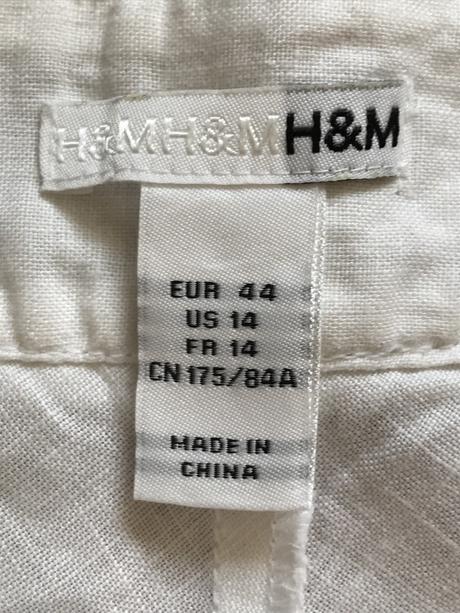 H&MH&MH&M
EUR 44
US 14
FR 14
CN 175/84A
MADE IN
CHINA